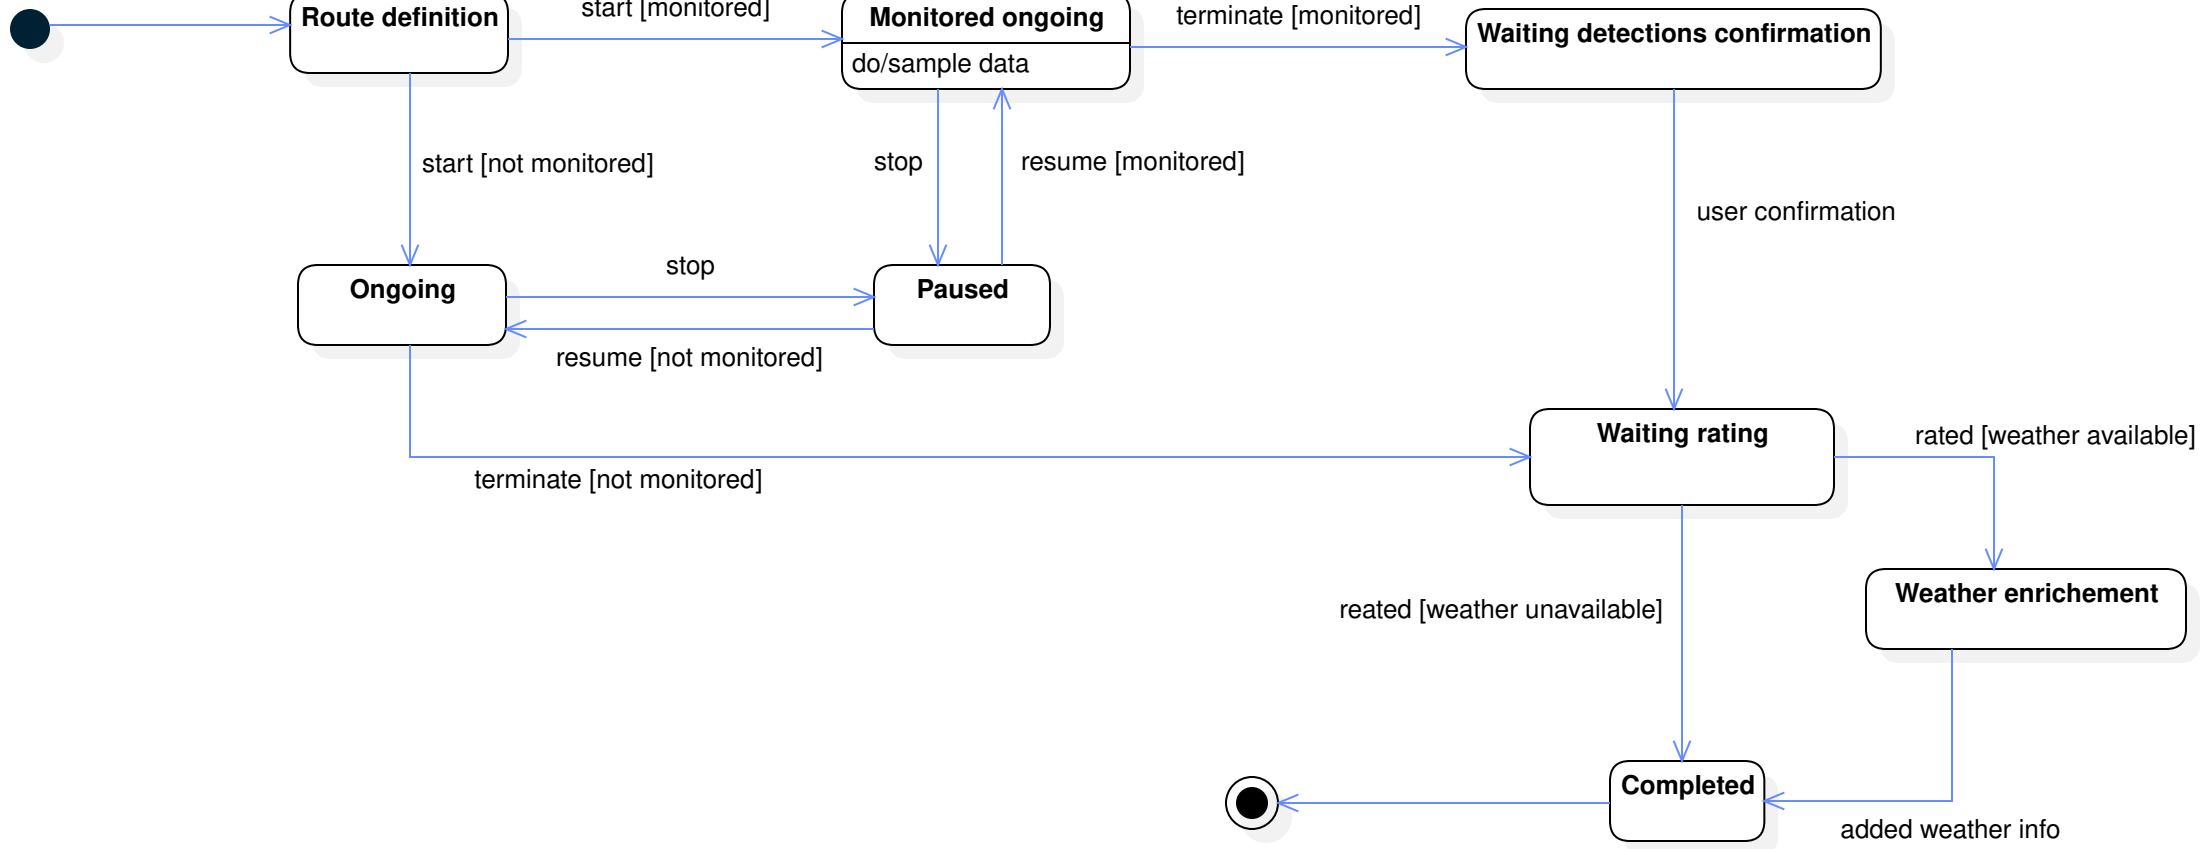 start [monitored]
Route definition
Monitored ongoing
terminate [monitored]
Waiting detections confirmation
do/sample data
start [not monitored]
stop
resume [monitored]
user confirmation
stop
Ongoing
Paused
resume [not monitored]
Waiting rating
rated [weather available]
terminate [not monitored]
Weather enrichement
reated [weather unavailable]
Completed
added weather info